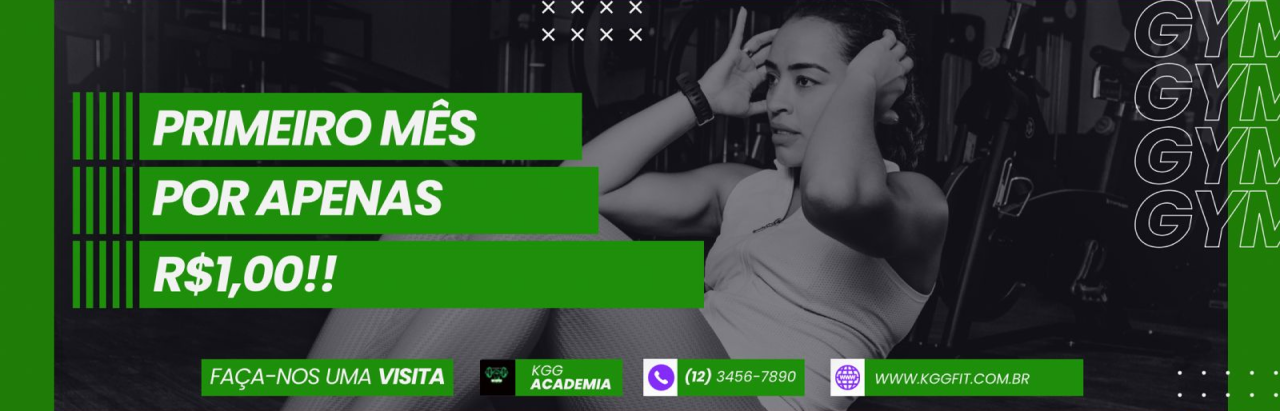 GYM
GYM
GYM
GYM
PRIMEIRO MÊS
POR APENAS
R$1,00!!
FAÇA-NOS UMA VISITA
KGG
ACADEMIA
(12) 3456-7890
WWW.KGGFIT.COM.BR